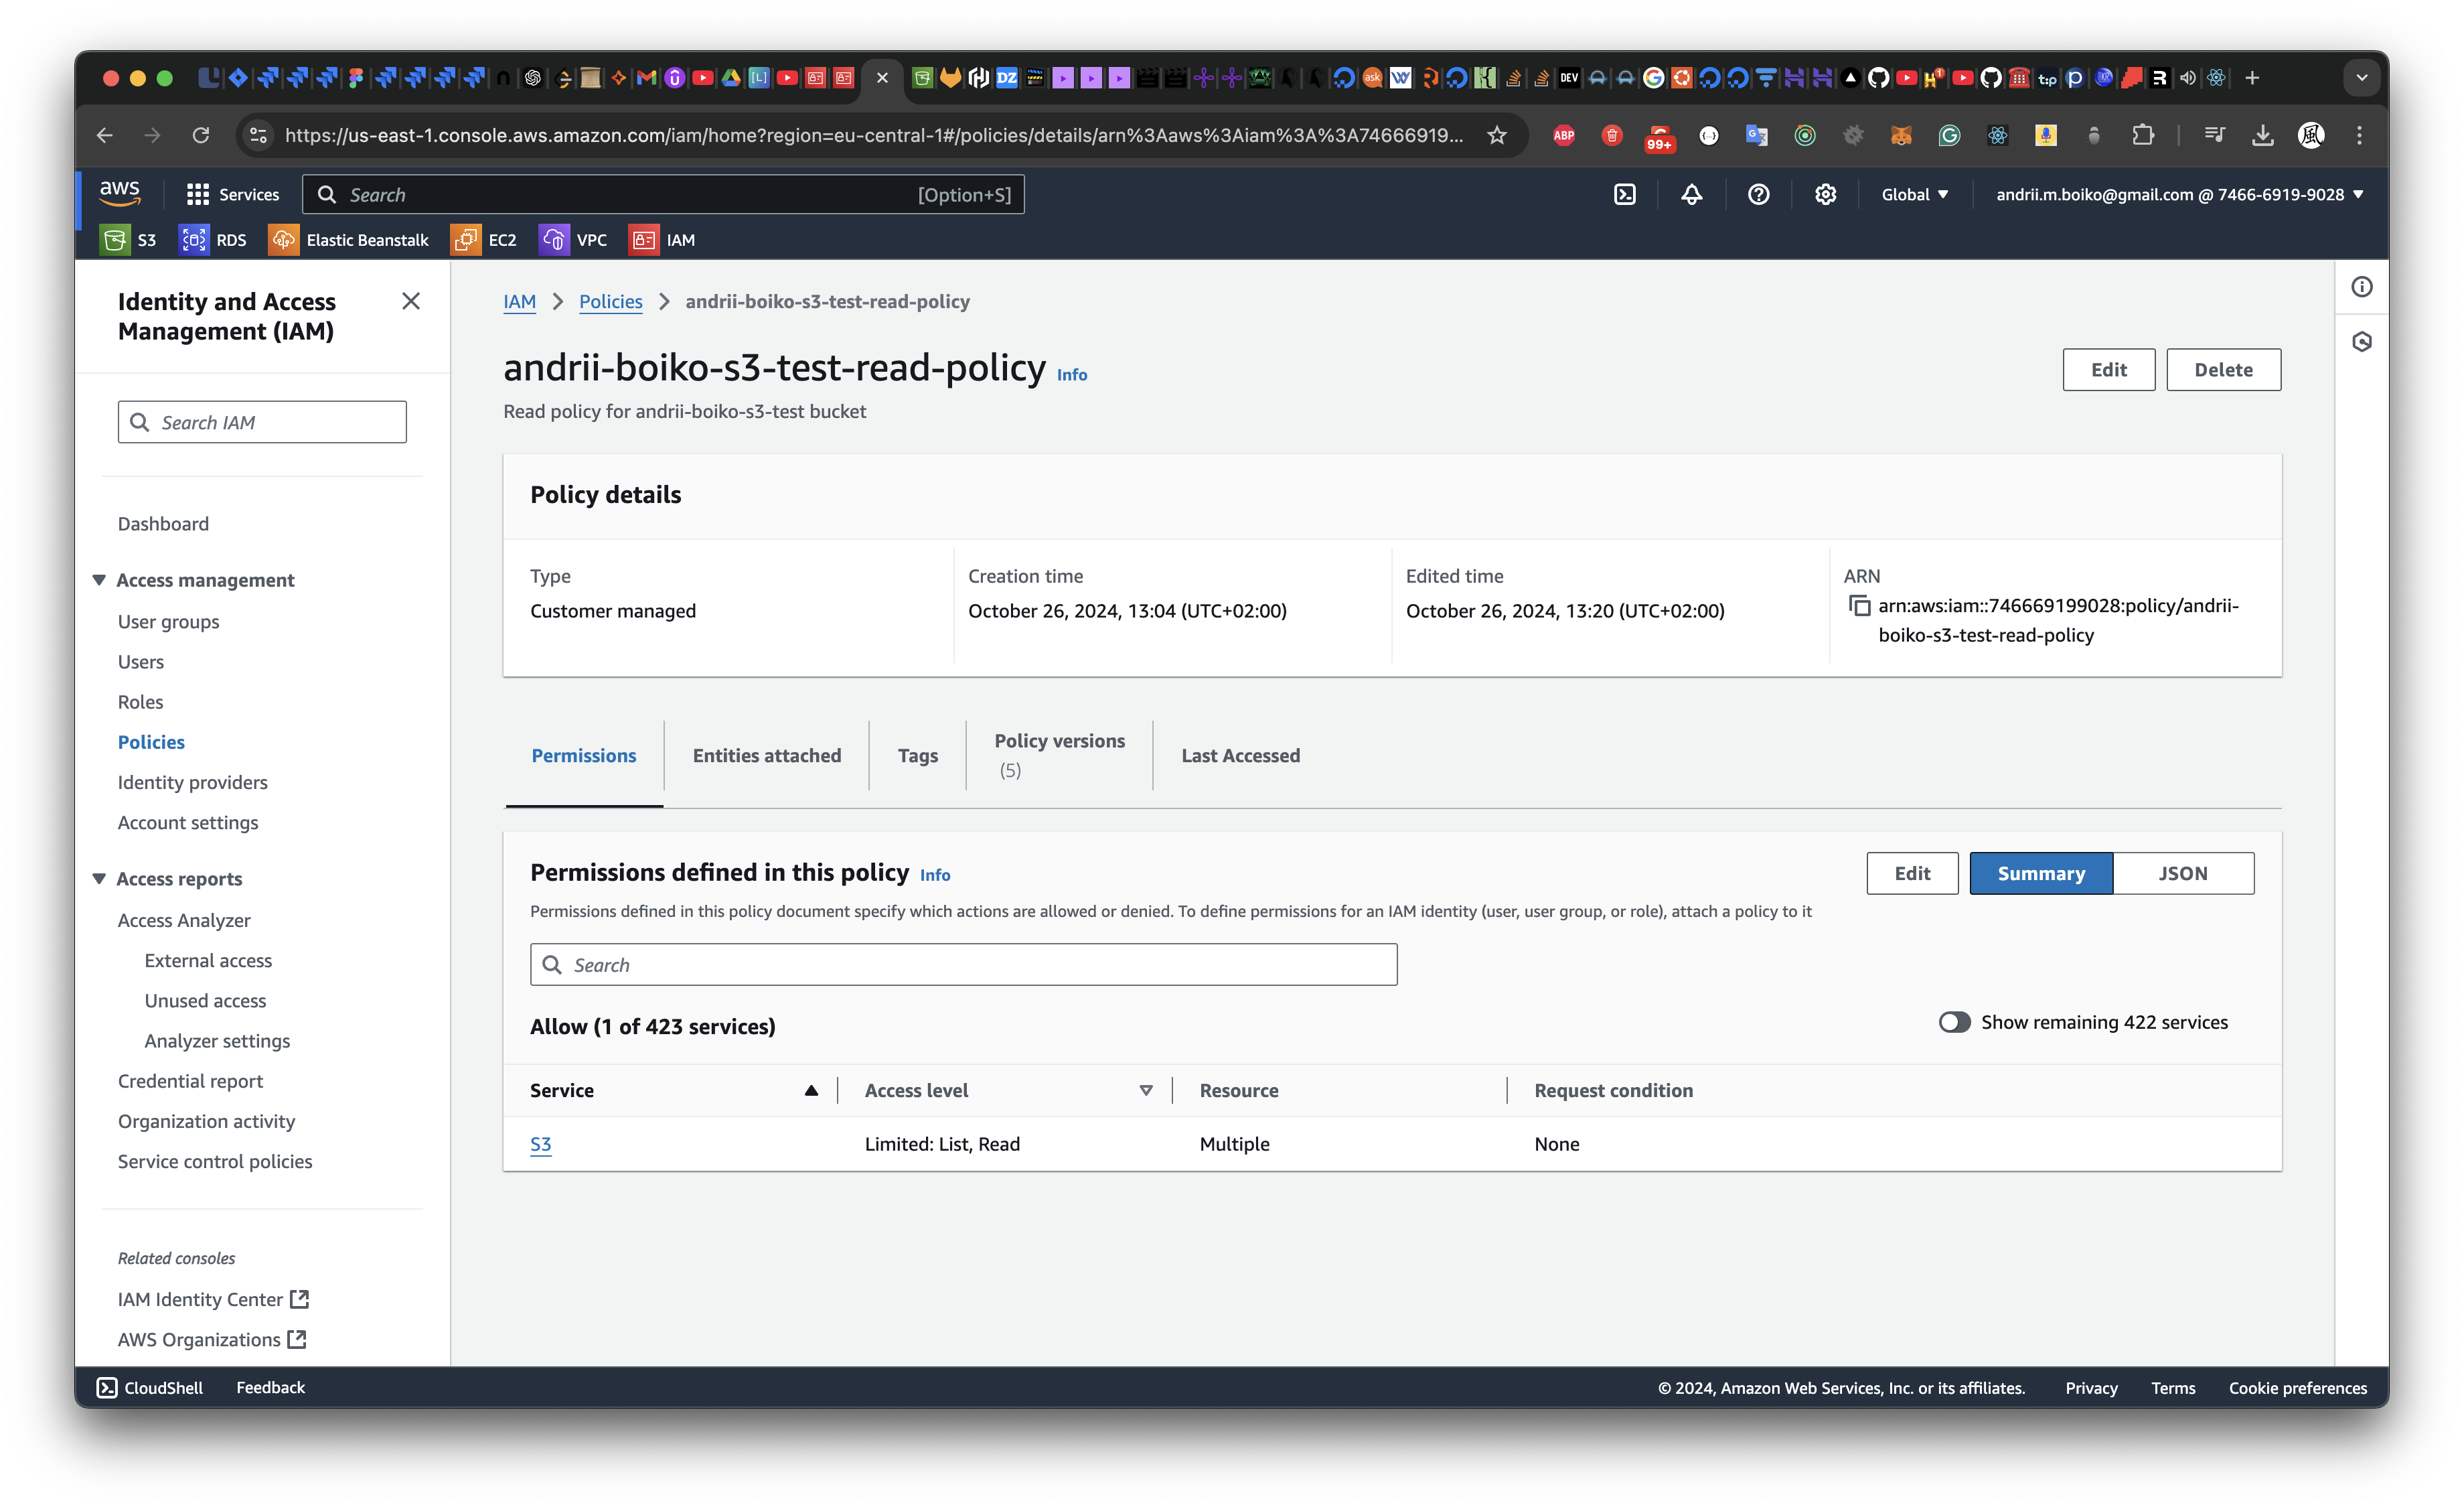 https://us-east-1.console.aws.amazon.com/iam/home?region=eu-central-1#/policies/details/arn%3Aaws%3Aiam%3A%3A74666919...
ABP
99+
aws
Services
Search
[Option+S]
Global
andrii.m.boiko@gmail.com @ 7466-6919-9028
S3
RDS
Elastic Beanstalk
EC2
VPC
IAM
Identity and Access
Management (IAM)
Search IAM
Dashboard
Access management
User groups
Users
Roles
Policies
Identity providers
Account settings
Access reports
Access Analyzer
External access
Unused access
Analyzer settings
Credential report
Organization activity
Service control policies
Related consoles
IAM Identity Center
AWS Organizations
IAM > Policies > andrii-boiko-s3-test-read-policy
andrii-boiko-s3-test-read-policy Info
Read policy for andrii-boiko-s3-test bucket
Edit
Delete
Policy details
Type
Customer managed
Creation time
October 26, 2024, 13:04 (UTC+02:00)
Edited time
October 26, 2024, 13:20 (UTC+02:00)
ARN
arn:aws:iam::746669199028:policy/andrii-
boiko-s3-test-read-policy
Permissions
Entities attached
Tags
Policy versions
(5)
Last Accessed
Permissions defined in this policy Info
Edit
Summary
JSON
Permissions defined in this policy document specify which actions are allowed or denied. To define permissions for an IAM identity (user, user group, or role), attach a policy to it
Search
Allow (1 of 423 services)
Show remaining 422 services
Service
Access level
Resource
Request condition
S3
Limited: List, Read
Multiple
None
CloudShell
Feedback
© 2024, Amazon Web Services, Inc. or its affiliates.
Privacy
Terms
Cookie preferences